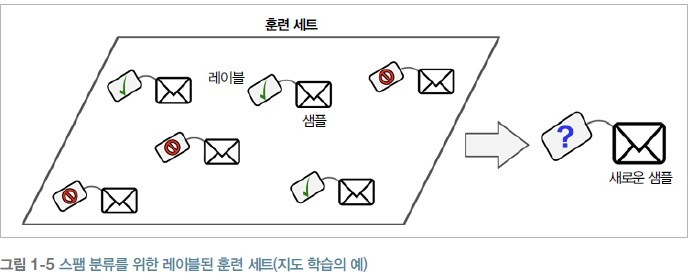 훈련 세트
레이블
샘플
?
새로운 샘플
그림 1-5 스팸 분류를 위한 레이블된 훈련 세트(지도 학습의 예)